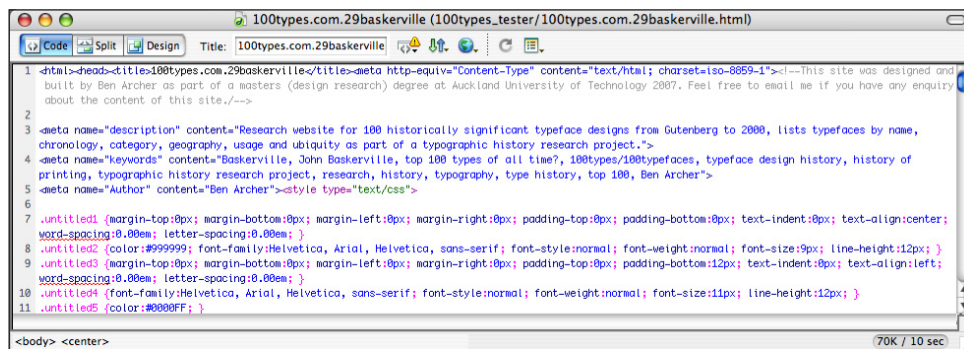 100types.com.29baskerville (100types_tester/100types.com.29baskerville.html)
Code Split Design Title: 100types.com.29baskerville
1 <html><head><title>100types.com.29baskerville</title><meta http-equiv="Content-Type" content="text/html; charset=iso-8859-1"><!--This site was designed and
built by Ben Archer as part of a masters (design research) degree at Auckland University of Technology 2007. Feel free to email me if you have any enquiry
about the content of this site./-->
2
3 <meta name="description" content="Research website for 100 historically significant typeface designs from Gutenberg to 2000, lists typefaces by name,
chronology, category, geography, usage and ubiquity as part of a typographic history research project.">
4 <meta name="keywords" content="Baskerville, John Baskerville, top 100 types of all time?, 100types/100typefaces, typeface design history, history of
printing, typographic history research project, research, history, typography, type history, top 100, Ben Archer">
5 <meta name="Author" content="Ben Archer"><style type="text/css">
6
7 .untitled1 {margin-top:0px; margin-bottom:0px; margin-left:0px; margin-right:0px; padding-top:0px; padding-bottom:0px; text-indent:0px; text-align:center;
word-spacing:0.00em; letter-spacing:0.00em; }
8 .untitled2 {color:#999999; font-family:Helvetica, Arial, Helvetica, sans-serif; font-style:normal; font-weight:normal; font-size:9px; line-height:12px; }
9 .untitled3 {margin-top:0px; margin-bottom:0px; margin-left:0px; margin-right:0px; padding-top:0px; padding-bottom:12px; text-indent:0px; text-align:left;
word-spacing:0.00em; letter-spacing:0.00em; }
10 .untitled4 {font-family:Helvetica, Arial, Helvetica, sans-serif; font-style:normal; font-weight:normal; font-size:11px; line-height:12px; }
11 .untitled5 {color:#0000FF; }
<body> <center> 70K / 10 sec